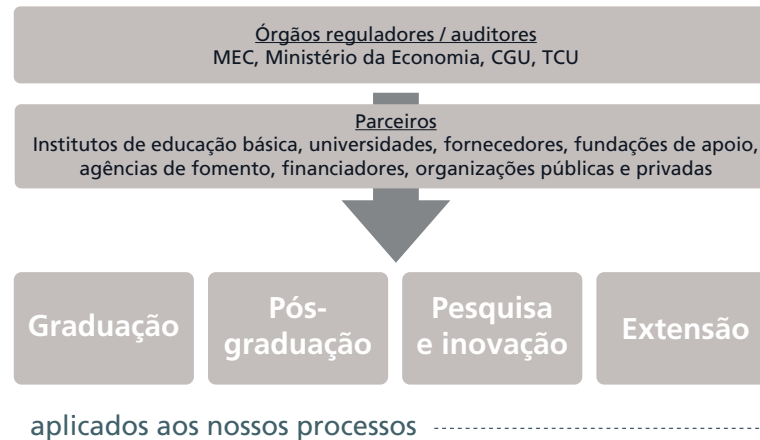 Órgãos reguladores / auditores
MEC, Ministério da Economia, CGU, TCU
Parceiros
Institutos de educação básica, universidades, fornecedores, fundações de apoio,
agências de fomento, financiadores, organizações públicas e privadas
Graduação
Pós-
graduação
Pesquisa
e inovação
Extensão
aplicados aos nossos processos